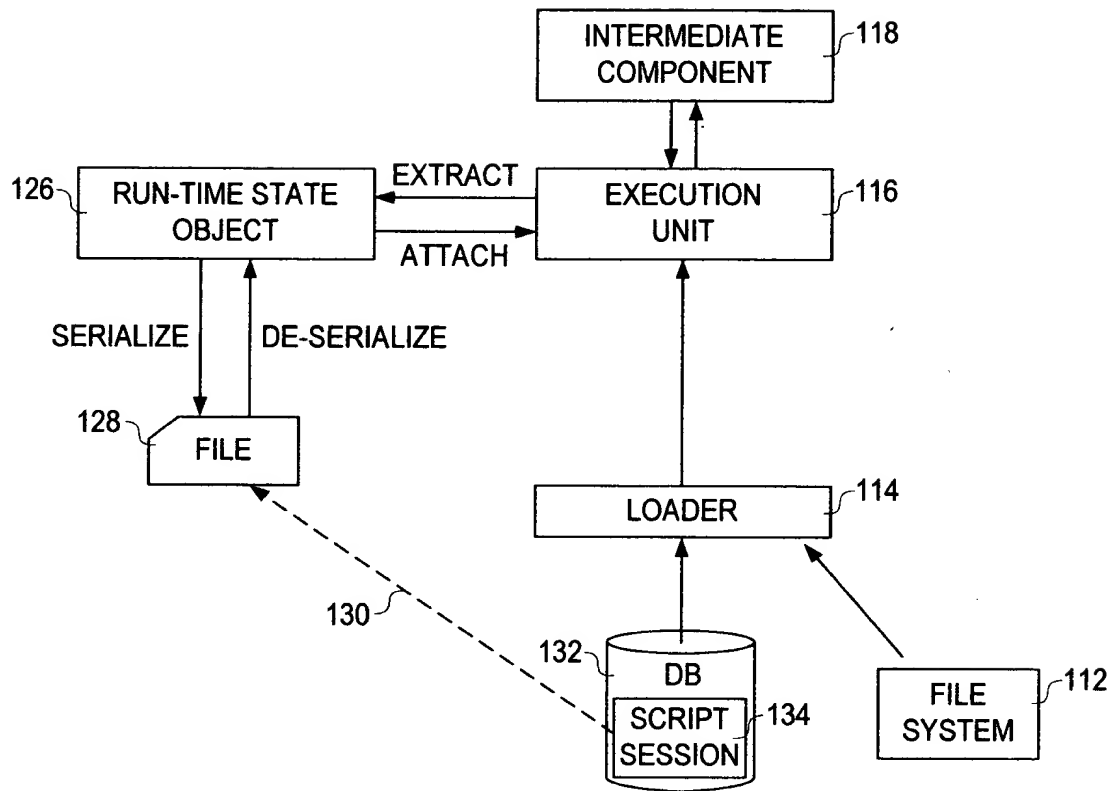 INTERMEDIATE
COMPONENT
118
126
RUN-TIME STATE
OBJECT
EXTRACT
ATTACH
EXECUTION
UNIT
116
SERIALIZE
DE-SERIALIZE
128
FILE
LOADER
114
130
132
DB
SCRIPT
SESSION
134
FILE
SYSTEM
112